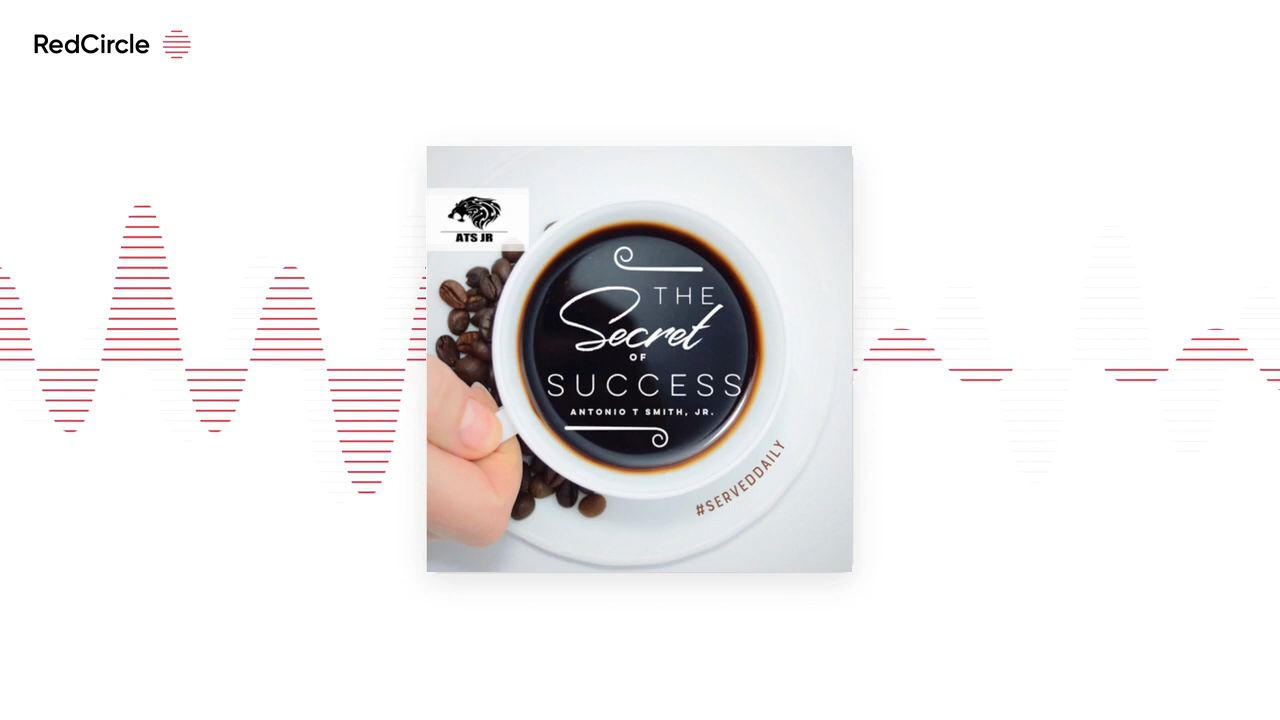 RedCircle
ATS JR
THE
Secret
OF
SUCCESS
ANTONIO T SMITH, JR.
#SERVEDDAILY